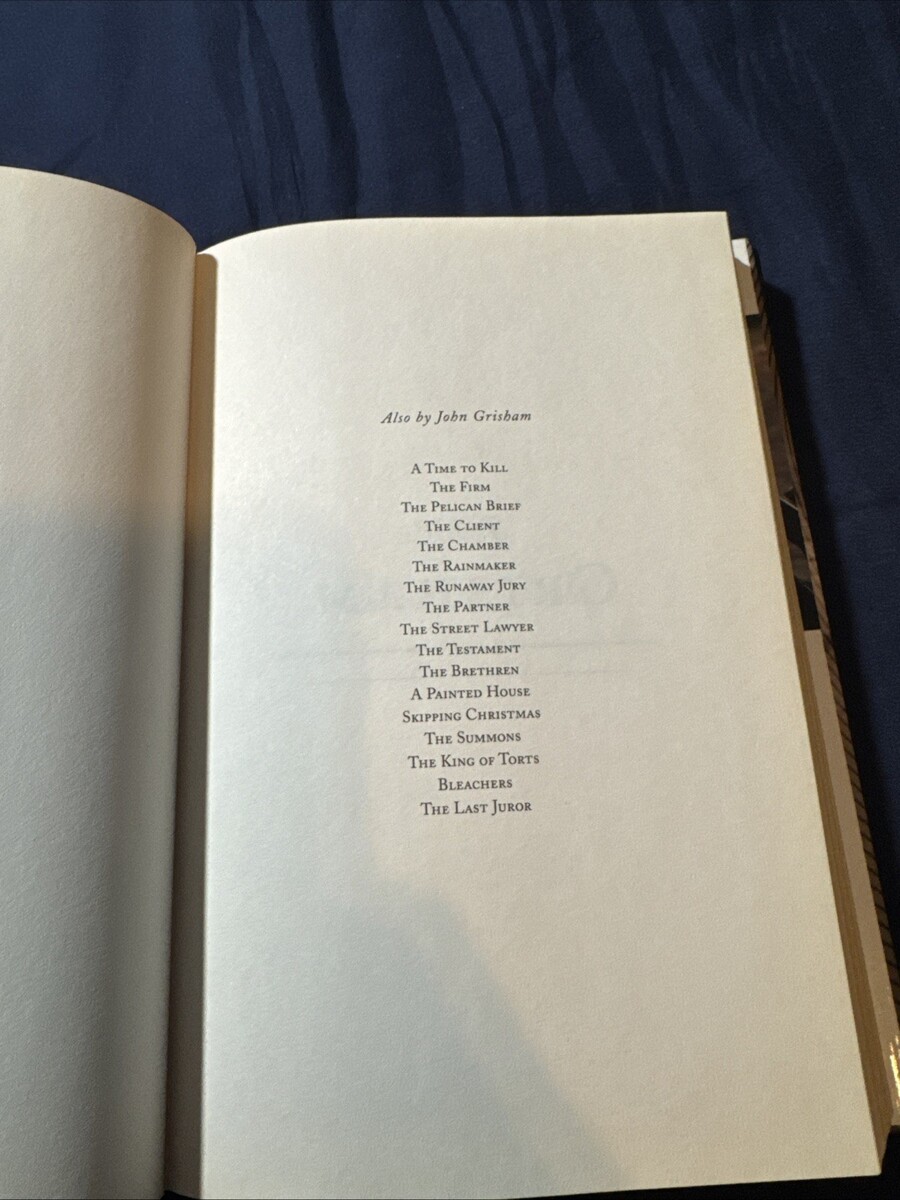 Also by John Grisham
A Time to Kill
The Firm
The Pelican Brief
The Client
The Chamber
The Rainmaker
The Runaway Jury
The Partner
The Street Lawyer
The Testament
The Brethren
A Painted House
Skipping Christmas
The Summons
The King of Torts
Bleachers
The Last Juror